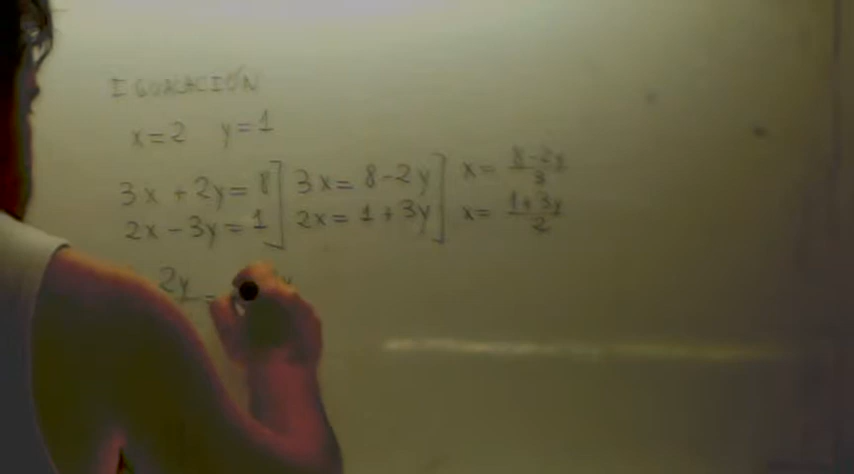 IGUALACIÓN
x=2 y=1
3x+2y=8] 3x=8-2y] x=8-2y/3
2x-3y=1] 2x=1+3y] x=1+3y/2
2y =